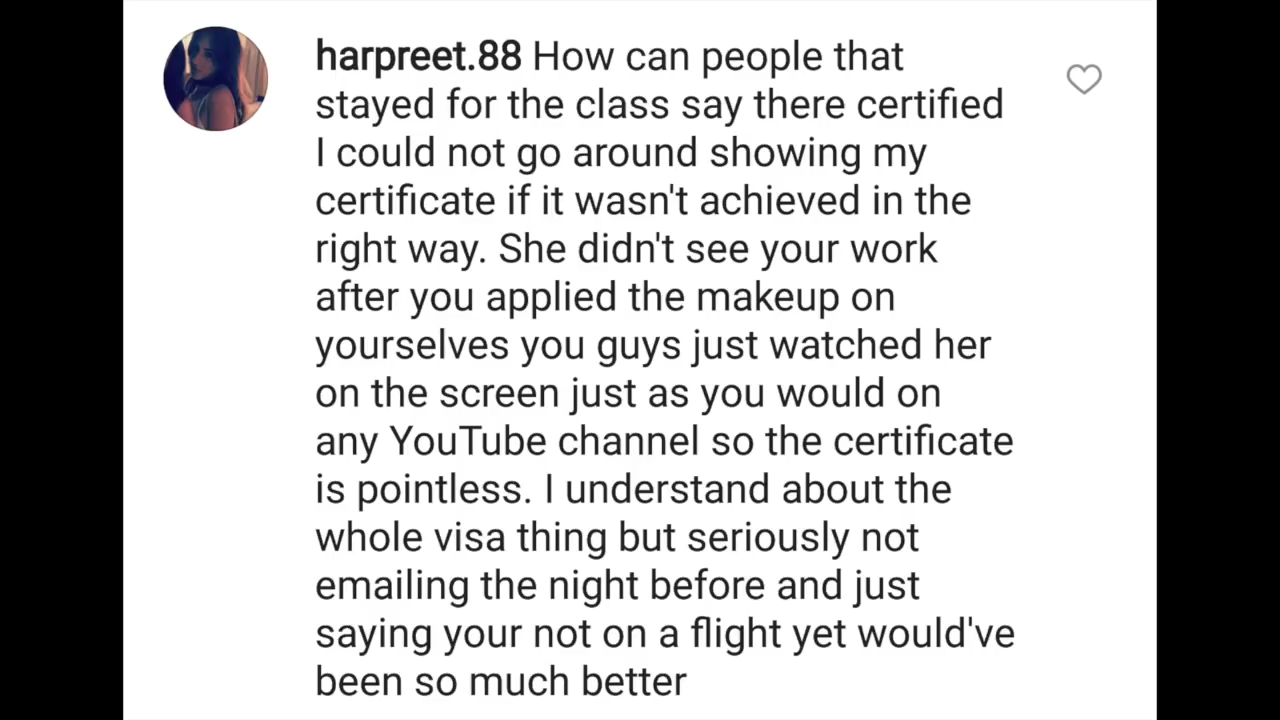 harpreet.88 How can people that
stayed for the class say there certified
I could not go around showing my
certificate if it wasn't achieved in the
right way. She didn't see your work
after you applied the makeup on
yourselves you guys just watched her
on the screen just as you would on
any YouTube channel so the certificate
is pointless. I understand about the
whole visa thing but seriously not
emailing the night before and just
saying your not on a flight yet would've
been so much better